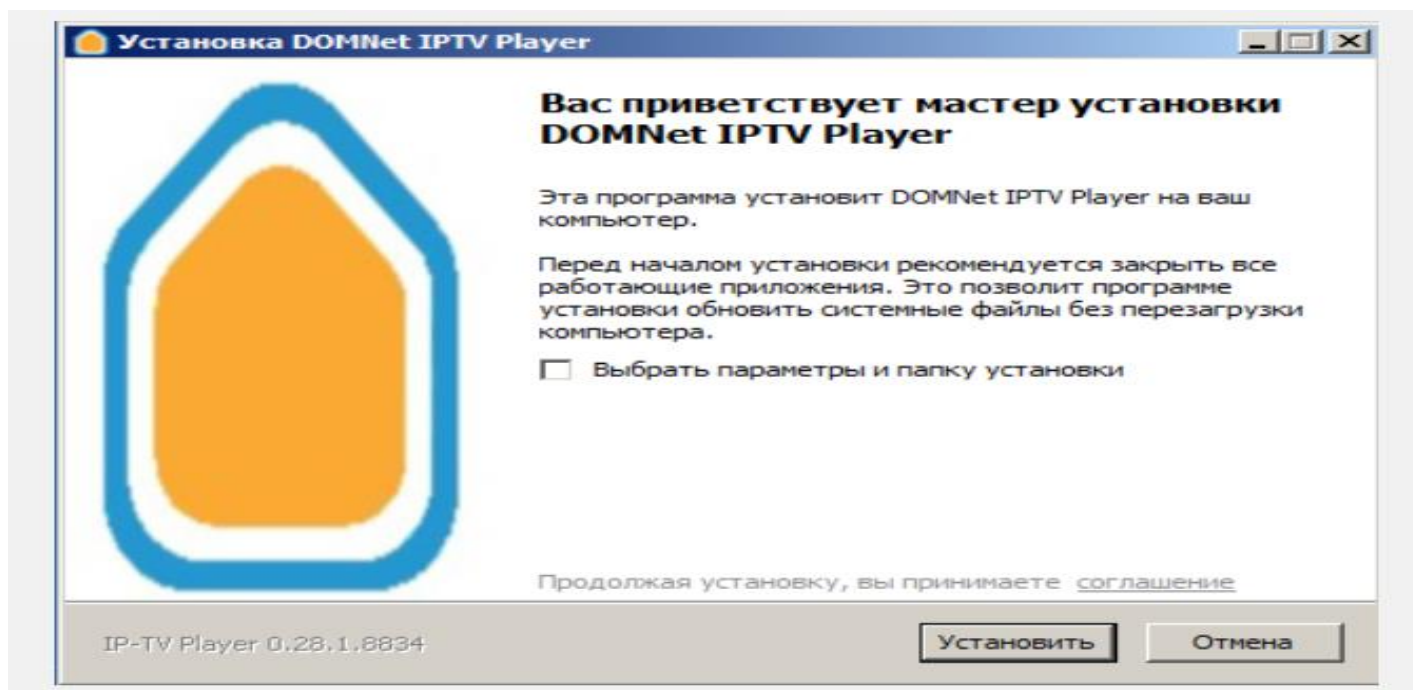 Установка DOMNet IPTV Player
Вас приветствует мастер установки
DOMNet IPTV Player
Эта программа установит DOMNet IPTV Player на ваш
компьютер.
Перед началом установки рекомендуется закрыть все
работающие приложения. Это позволит программе
установки обновить системные файлы без перезагрузки
компьютера.
Выбрать параметры и папку установки
Продолжая установку, вы принимаете соглашение
IP-TV Player 0.28.1.8834
Установить
Отмена